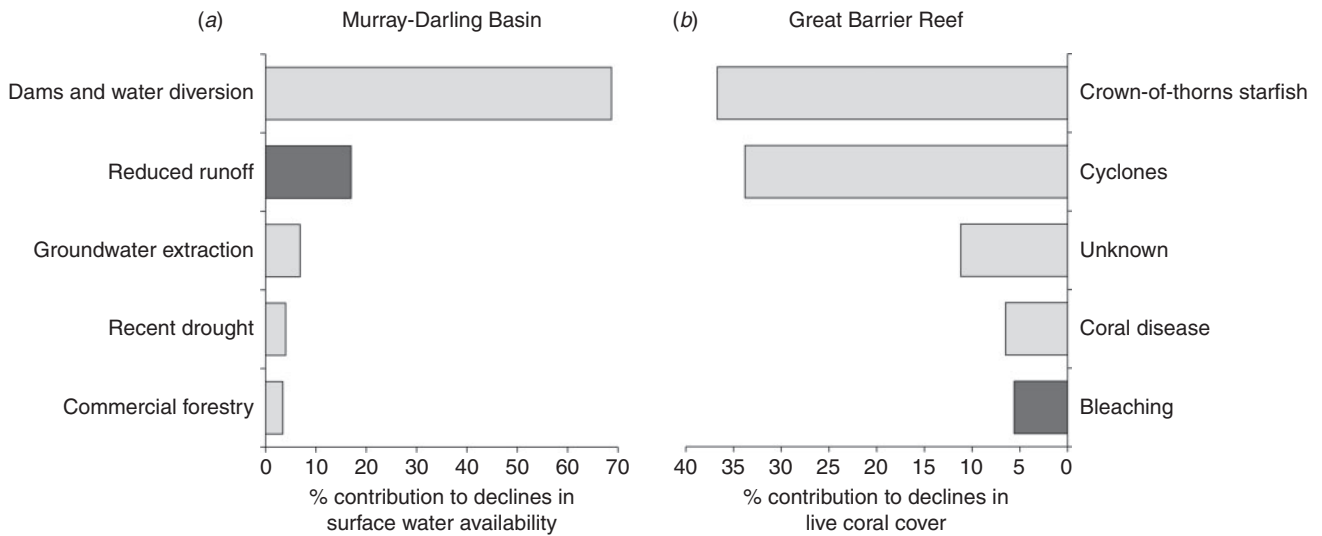 (a) Murray-Darling Basin
Dams and water diversion
Reduced runoff
Groundwater extraction
Recent drought
Commercial forestry
0 10 20 30 40 50 60 70
% contribution to declines in
surface water availability
(b) Great Barrier Reef
Crown-of-thorns starfish
Cyclones
Unknown
Coral disease
Bleaching
40 35 30 25 20 15 10 5 0
% contribution to declines in
live coral cover